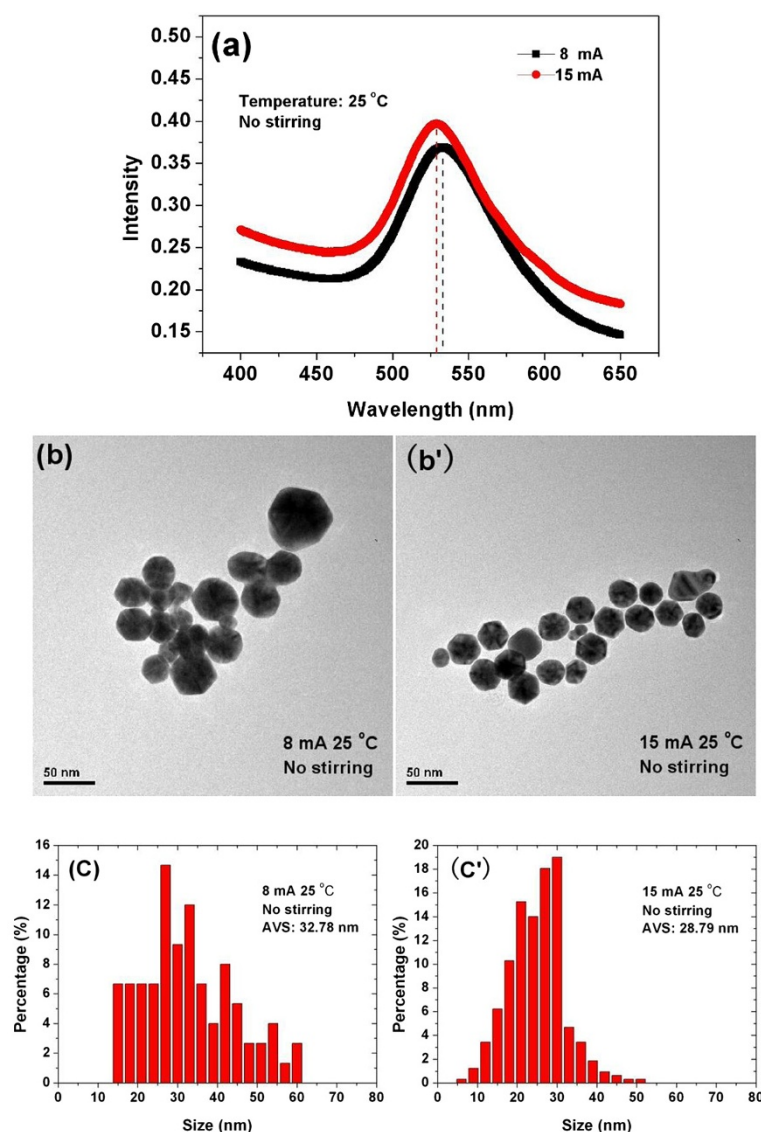 (a)
8 mA
15 mA
Temperature: 25 °C
No stirring
0.50
0.45
0.40
0.35
0.30
0.25
0.20
0.15
Intensity
400 450 500 550 600 650
Wavelength (nm)
(b)
8 mA 25 °C
No stirring
50 nm
(b')
15 mA 25 °C
No stirring
50 nm
(C)
8 mA 25 °C
No stirring
AVS: 32.78 nm
16
14
12
10
8
6
4
2
0
Percentage (%)
0 10 20 30 40 50 60 70 80
Size (nm)
(C')
15 mA 25 °C
No stirring
AVS: 28.79 nm
20
18
16
14
12
10
8
6
4
2
0
Percentage (%)
0 10 20 30 40 50 60 70 80
Size (nm)